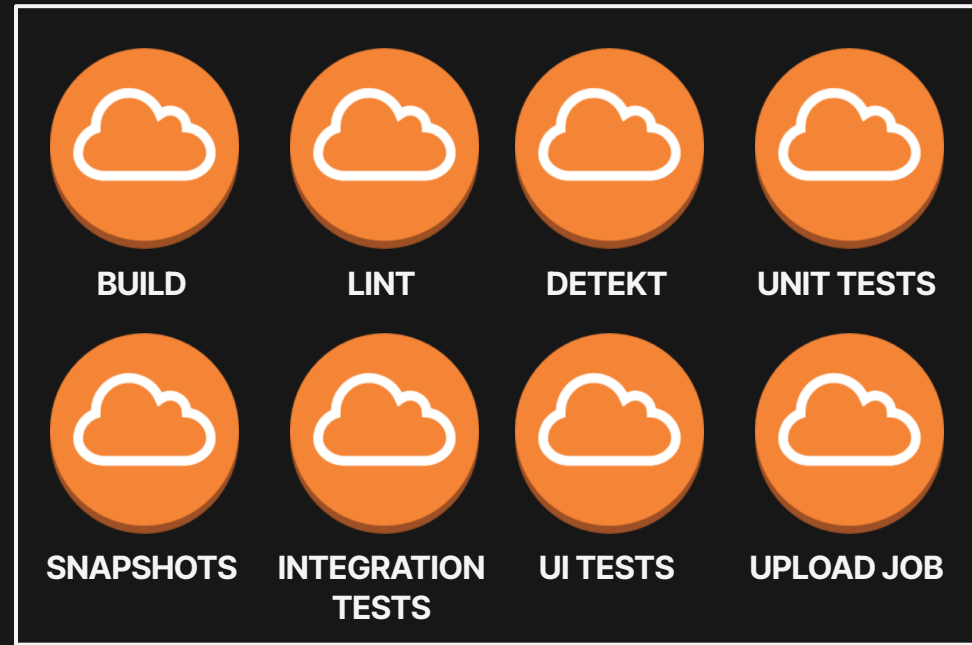 BUILD
LINT
DETEKT
UNIT TESTS
SNAPSHOTS
INTEGRATION
TESTS
UI TESTS
UPLOAD JOB